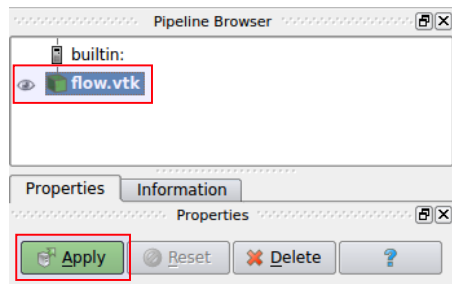 Pipeline Browser
builtin:
flow.vtk
Properties Information
Properties
Apply Reset Delete ?